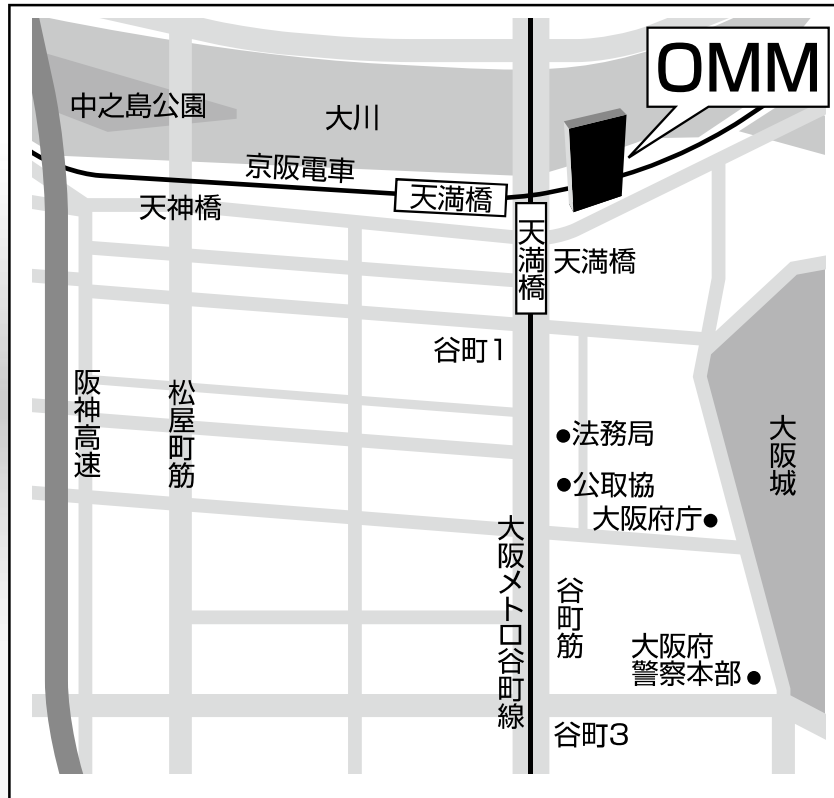 OMM
中之島公園
大川
京阪電車
天満橋
天神橋
天満橋
天満橋
谷町1
阪神高速
松屋町筋
法務局
大阪城
公取協
大阪府庁
大阪メトロ谷町線
谷町筋
大阪府
警察本部
谷町3